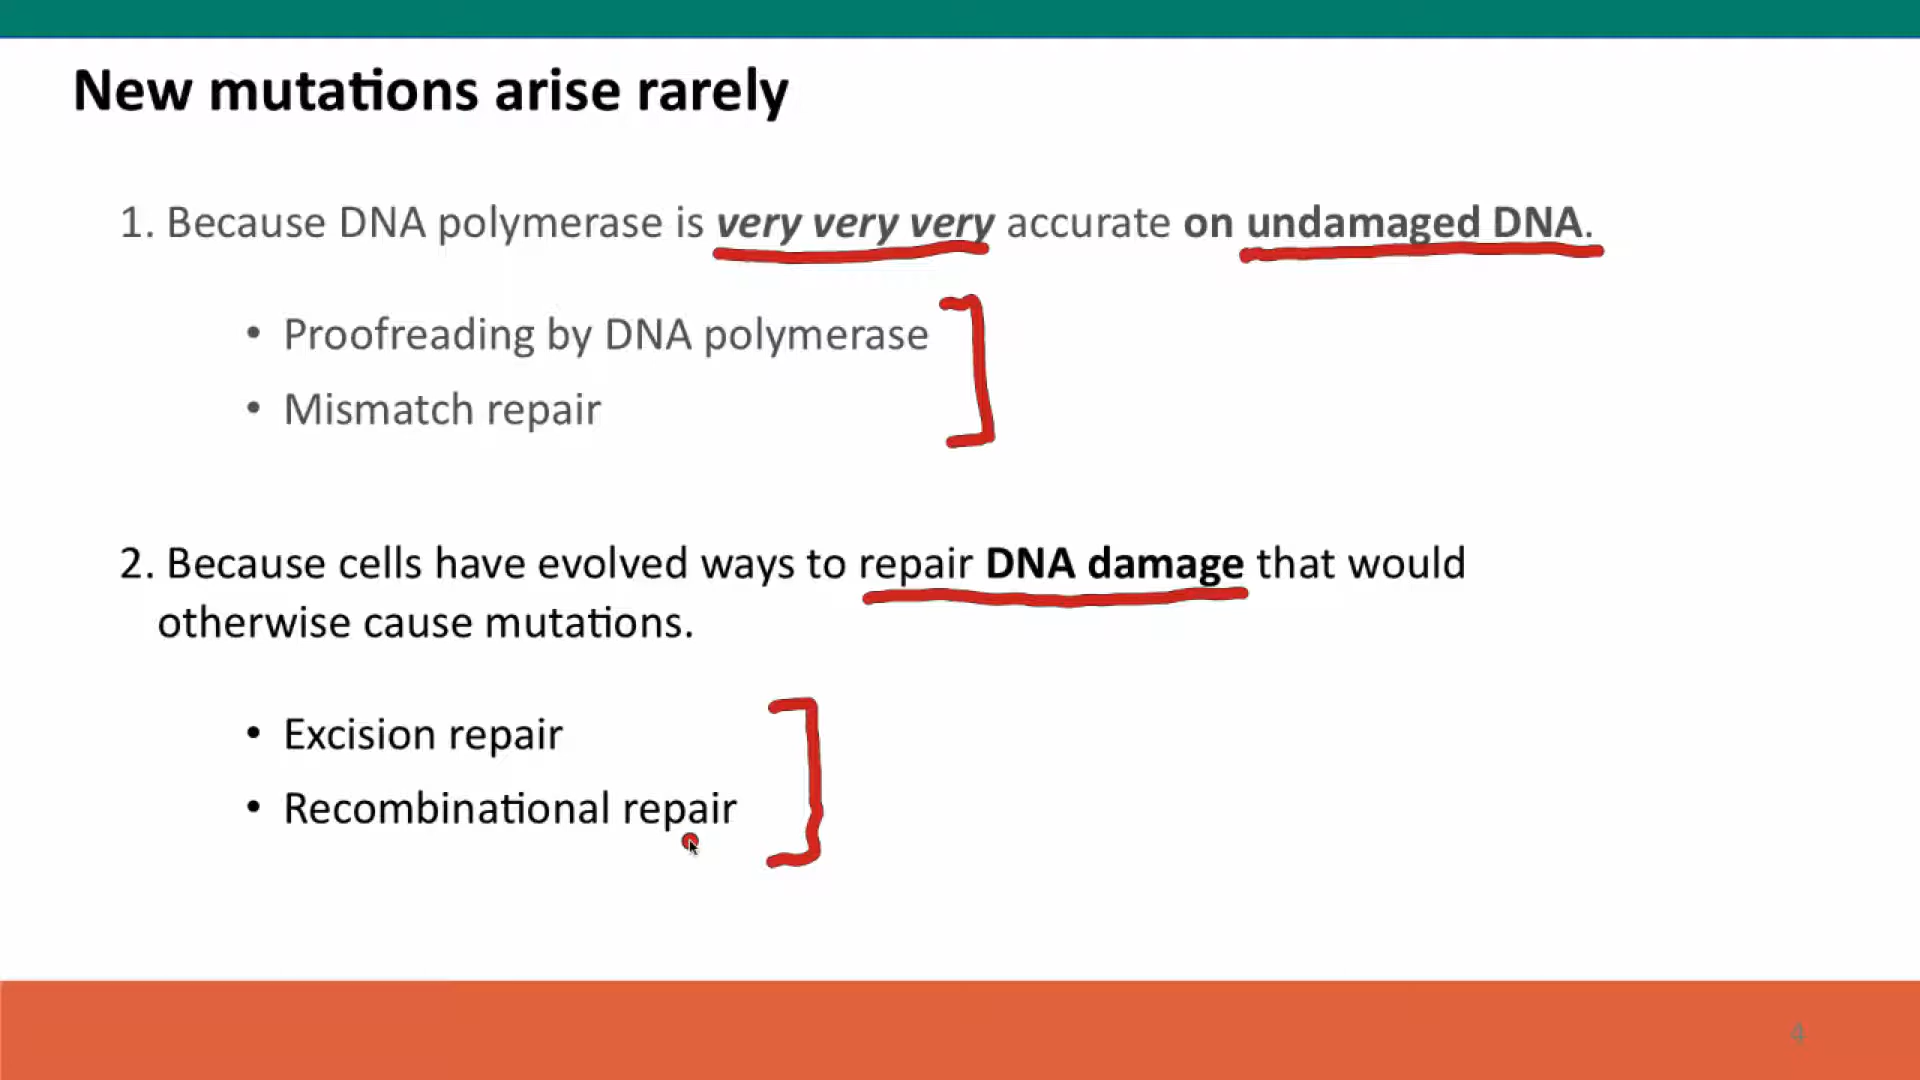 New mutations arise rarely
1. Because DNA polymerase is very very very accurate on undamaged DNA.
• Proofreading by DNA polymerase
• Mismatch repair
2. Because cells have evolved ways to repair DNA damage that would
otherwise cause mutations.
• Excision repair
• Recombinational repair
4